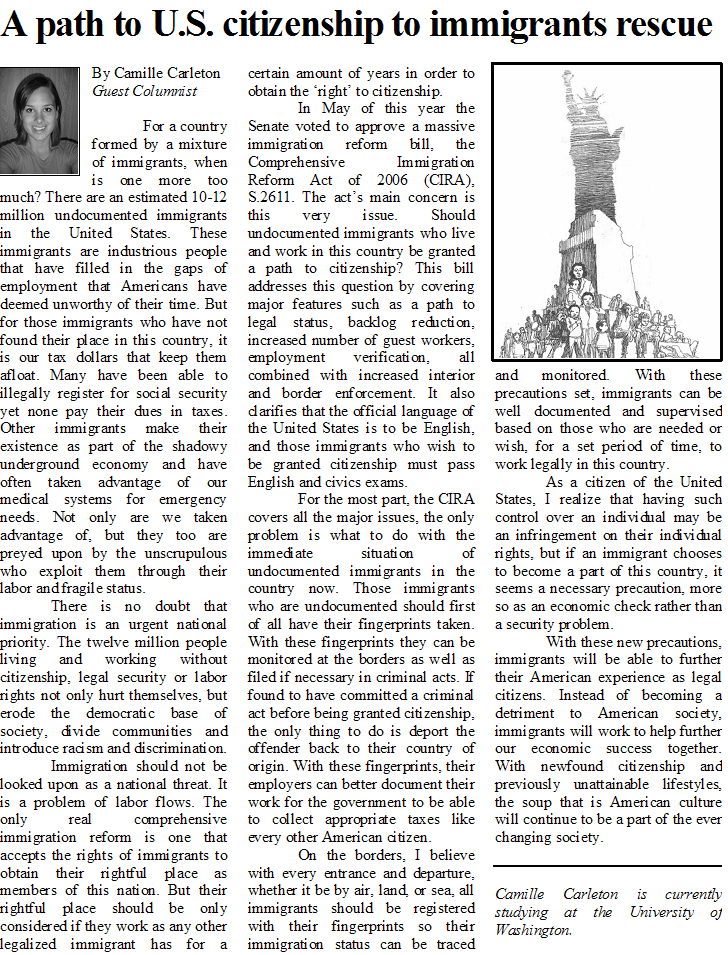 A path to U.S. citizenship to immigrants rescue
By Camille Carleton
Guest Columnist
For a country
formed by a mixture
of immigrants, when
is one more too
much? There are an estimated 10-12
million undocumented immigrants
in the United States. These
immigrants are industrious people
that have filled in the gaps of
employment that Americans have
deemed unworthy of their time. But
for those immigrants who have not
found their place in this country, it
is our tax dollars that keep them
afloat. Many have been able to
illegally register for social security
yet none pay their dues in taxes.
Other immigrants make their
existence as part of the shadowy
underground economy and have
often taken advantage of our
medical systems for emergency
needs. Not only are we taken
advantage of, but they too are
preyed upon by the unscrupulous
who exploit them through their
labor and fragile status.
There is no doubt that
immigration is an urgent national
priority. The twelve million people
living and working without
citizenship, legal security or labor
rights not only hurt themselves, but
erode the democratic base of
society, divide communities and
introduce racism and discrimination.
Immigration should not be
looked upon as a national threat. It
is a problem of labor flows. The
only real comprehensive
immigration reform is one that
accepts the rights of immigrants to
obtain their rightful place as
members of this nation. But their
rightful place should be only
considered if they work as any other
legalized immigrant has for a
certain amount of years in order to
obtain the ‘right’ to citizenship.
In May of this year the
Senate voted to approve a massive
immigration reform bill, the
Comprehensive Immigration
Reform Act of 2006 (CIRA),
S.2611. The act’s main concern is
this very issue. Should
undocumented immigrants who live
and work in this country be granted
a path to citizenship? This bill
addresses this question by covering
major features such as a path to
legal status, backlog reduction,
increased number of guest workers,
employment verification, all
combined with increased interior
and border enforcement. It also
clarifies that the official language of
the United States is to be English,
and those immigrants who wish to
be granted citizenship must pass
English and civics exams.
For the most part, the CIRA
covers all the major issues, the only
problem is what to do with the
immediate situation of
undocumented immigrants in the
country now. Those immigrants
who are undocumented should first
of all have their fingerprints taken.
With these fingerprints they can be
monitored at the borders as well as
filed if necessary in criminal acts. If
found to have committed a criminal
act before being granted citizenship,
the only thing to do is deport the
offender back to their country of
origin. With these fingerprints, their
employers can better document their
work for the government to be able
to collect appropriate taxes like
every other American citizen.
On the borders, I believe
with every entrance and departure,
whether it be by air, land, or sea, all
immigrants should be registered
with their fingerprints so their
immigration status can be traced
and monitored. With these
precautions set, immigrants can be
well documented and supervised
based on those who are needed or
wish, for a set period of time, to
work legally in this country.
As a citizen of the United
States, I realize that having such
control over an individual may be
an infringement on their individual
rights, but if an immigrant chooses
to become a part of this country, it
seems a necessary precaution, more
so as an economic check rather than
a security problem.
With these new precautions,
immigrants will be able to further
their American experience as legal
citizens. Instead of becoming a
detriment to American society,
immigrants will work to help further
our economic success together.
With newfound citizenship and
previously unattainable lifestyles,
the soup that is American culture
will continue to be a part of the ever
changing society.
Camille Carleton is currently
studying at the University of
Washington.